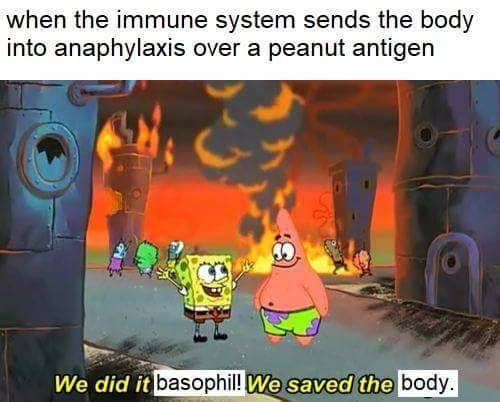 when the immune system sends the body
into anaphylaxis over a peanut antigen
We did it basophil! We saved the body.